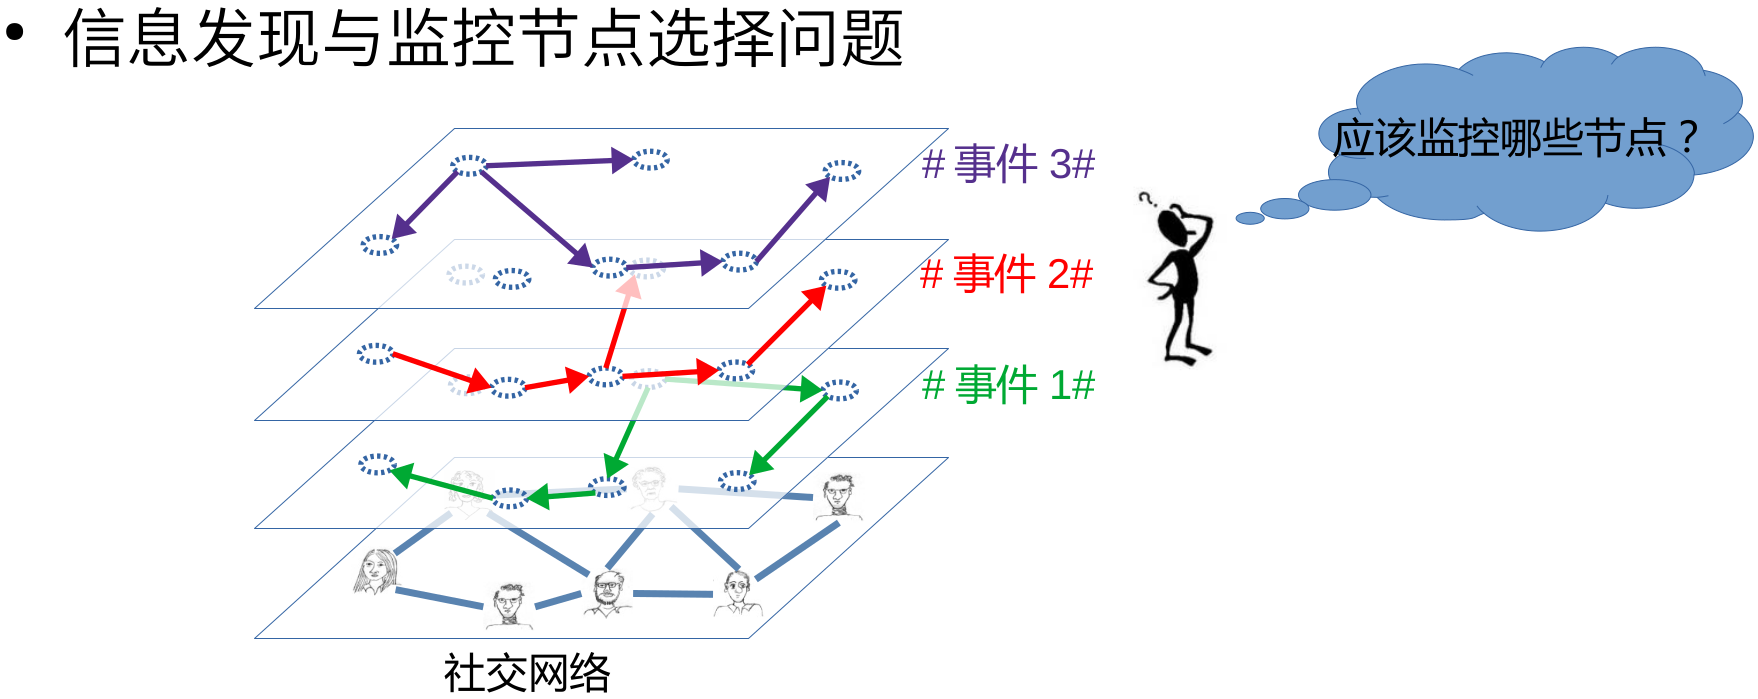 • 信息发现与监控节点选择问题
应该监控哪些节点？
# 事件 3#
# 事件 2#
# 事件 1#
社交网络